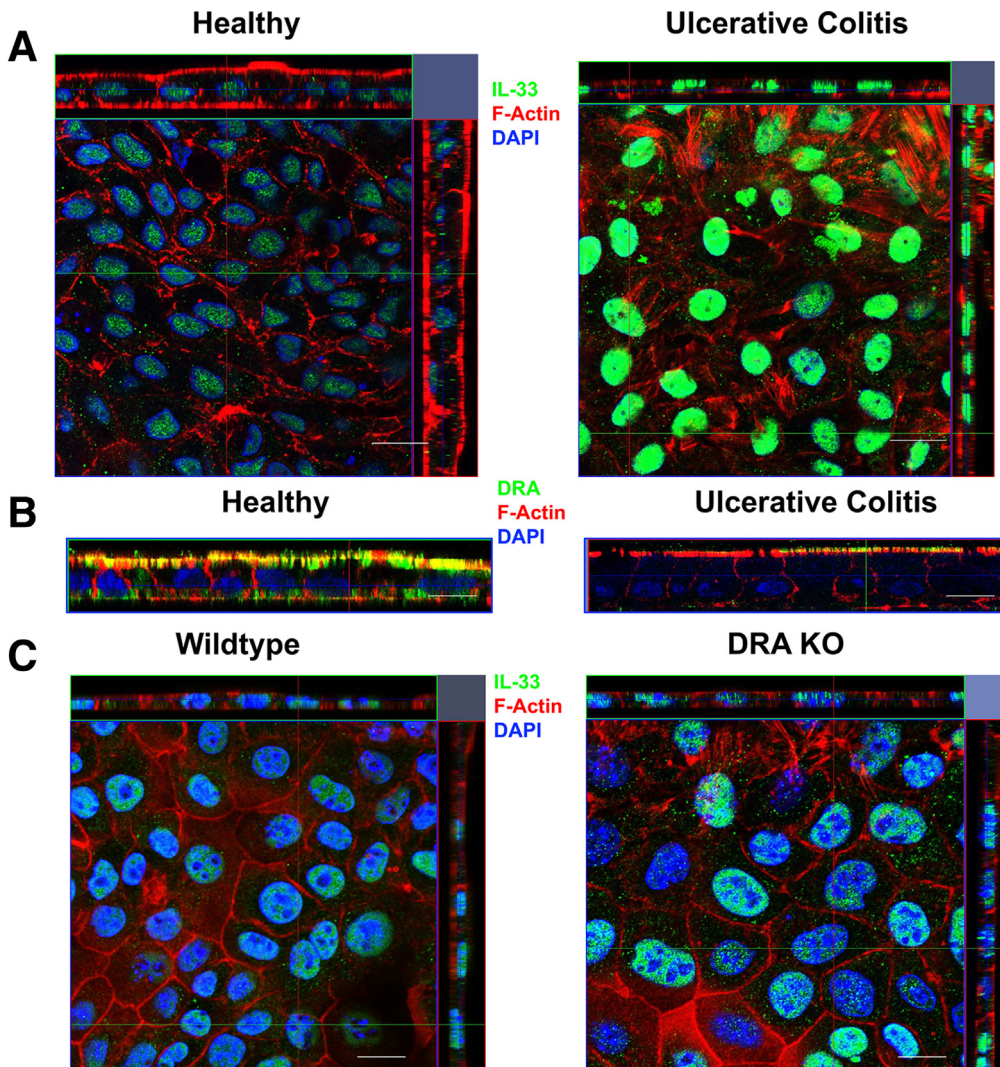 A
Healthy
Ulcerative Colitis
IL-33
F-Actin
DAPI
B
Healthy
DRA
F-Actin
DAPI
Ulcerative Colitis
C
Wildtype
DRA KO
IL-33
F-Actin
DAPI